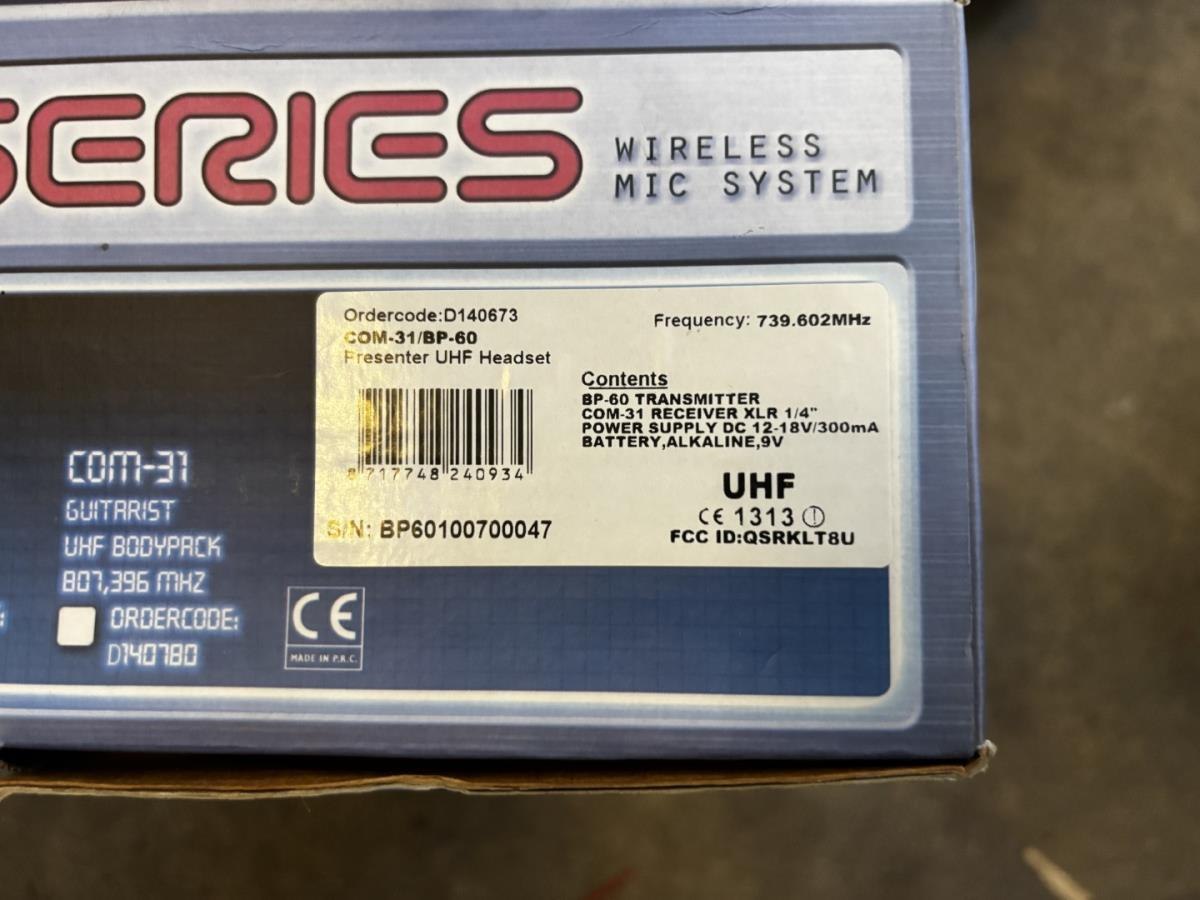 SERIES
WIRELESS
MIC SYSTEM
Ordercode:D140673
COM-31/BP-60
Presenter UHF Headset
8 717748 240934
S/N: BP60100700047
Frequency: 739.602MHz
Contents
BP-60 TRANSMITTER
COM-31 RECEIVER XLR 1/4"
POWER SUPPLY DC 12-18V/300mA
BATTERY,ALKALINE,9V
UHF
CE 1313
FCC ID:QSRKLT8U
COM-31
GUITARIST
UHF BODYPACK
807,396 MHZ
ORDERCODE:
D140780
CE
MADE IN P.R.C.